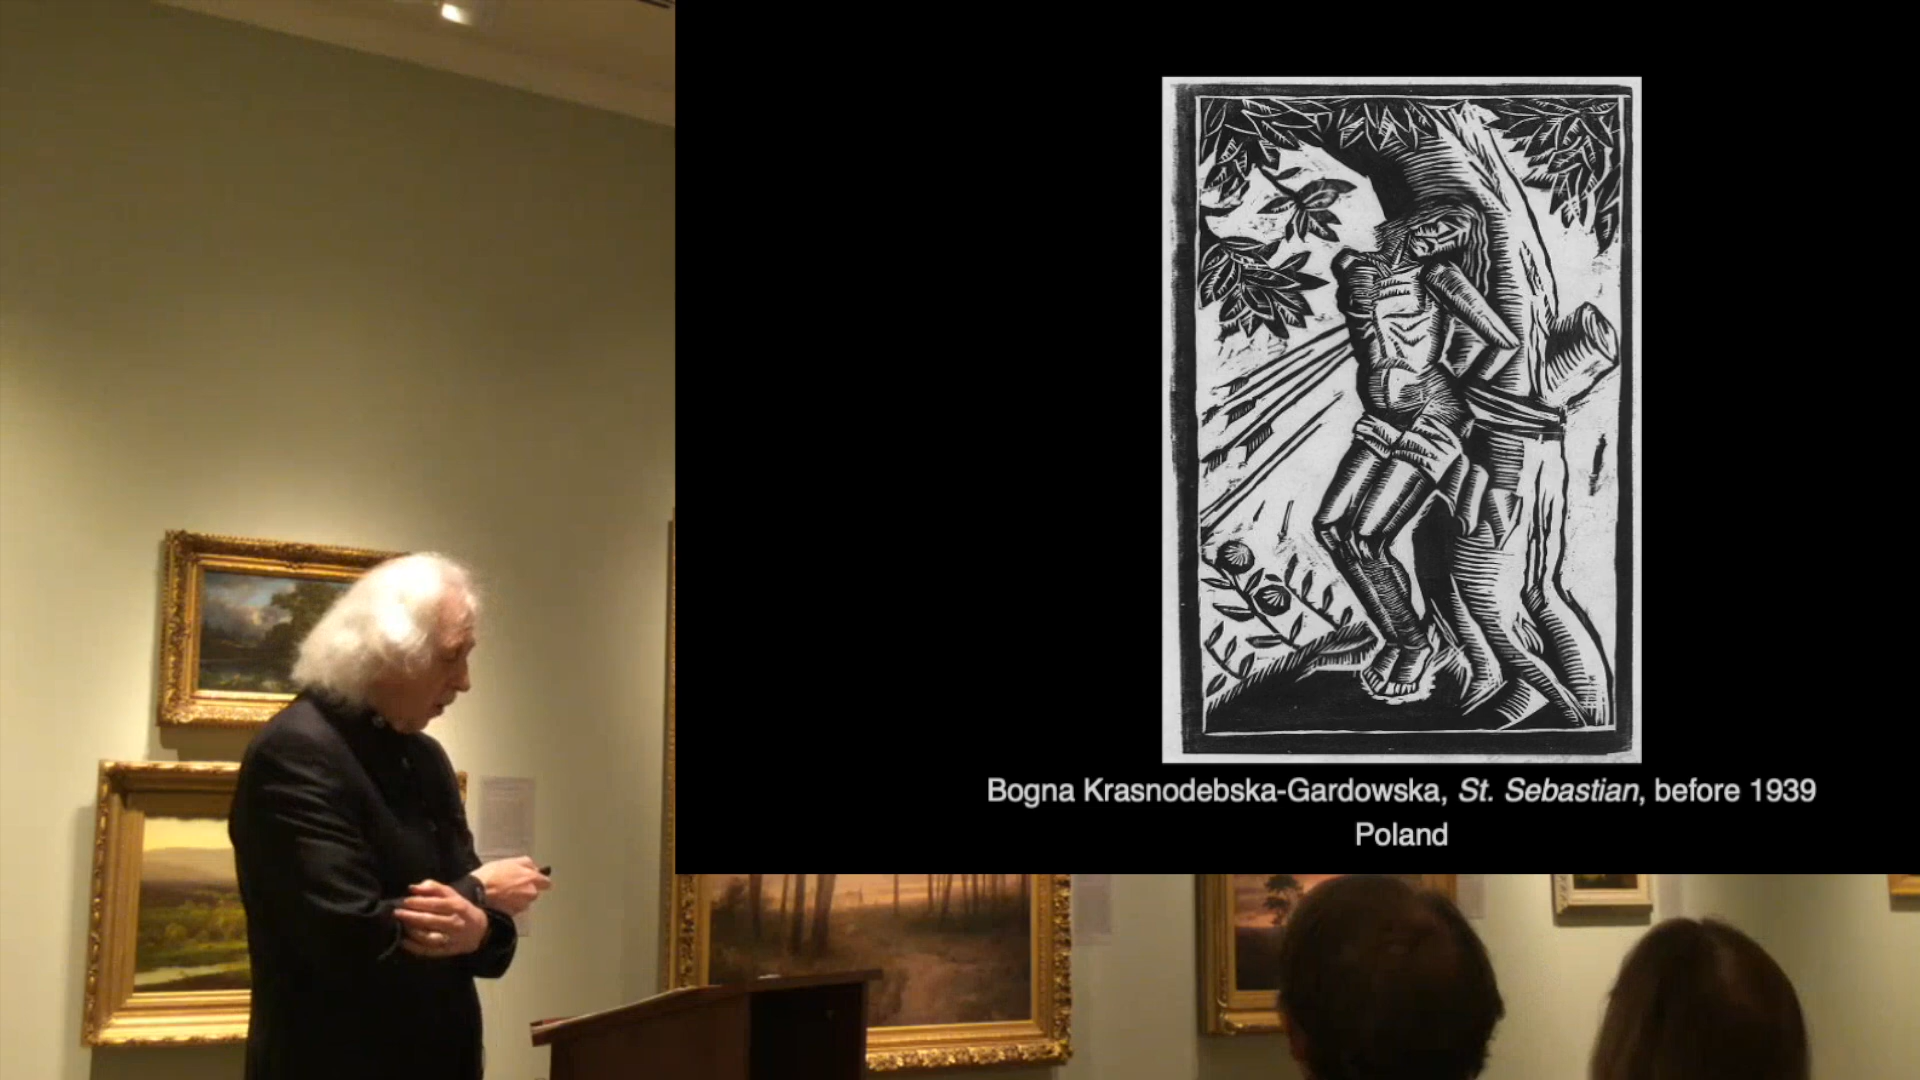 Bogna Krasnodebska-Gardowska, St. Sebastian, before 1939
Poland